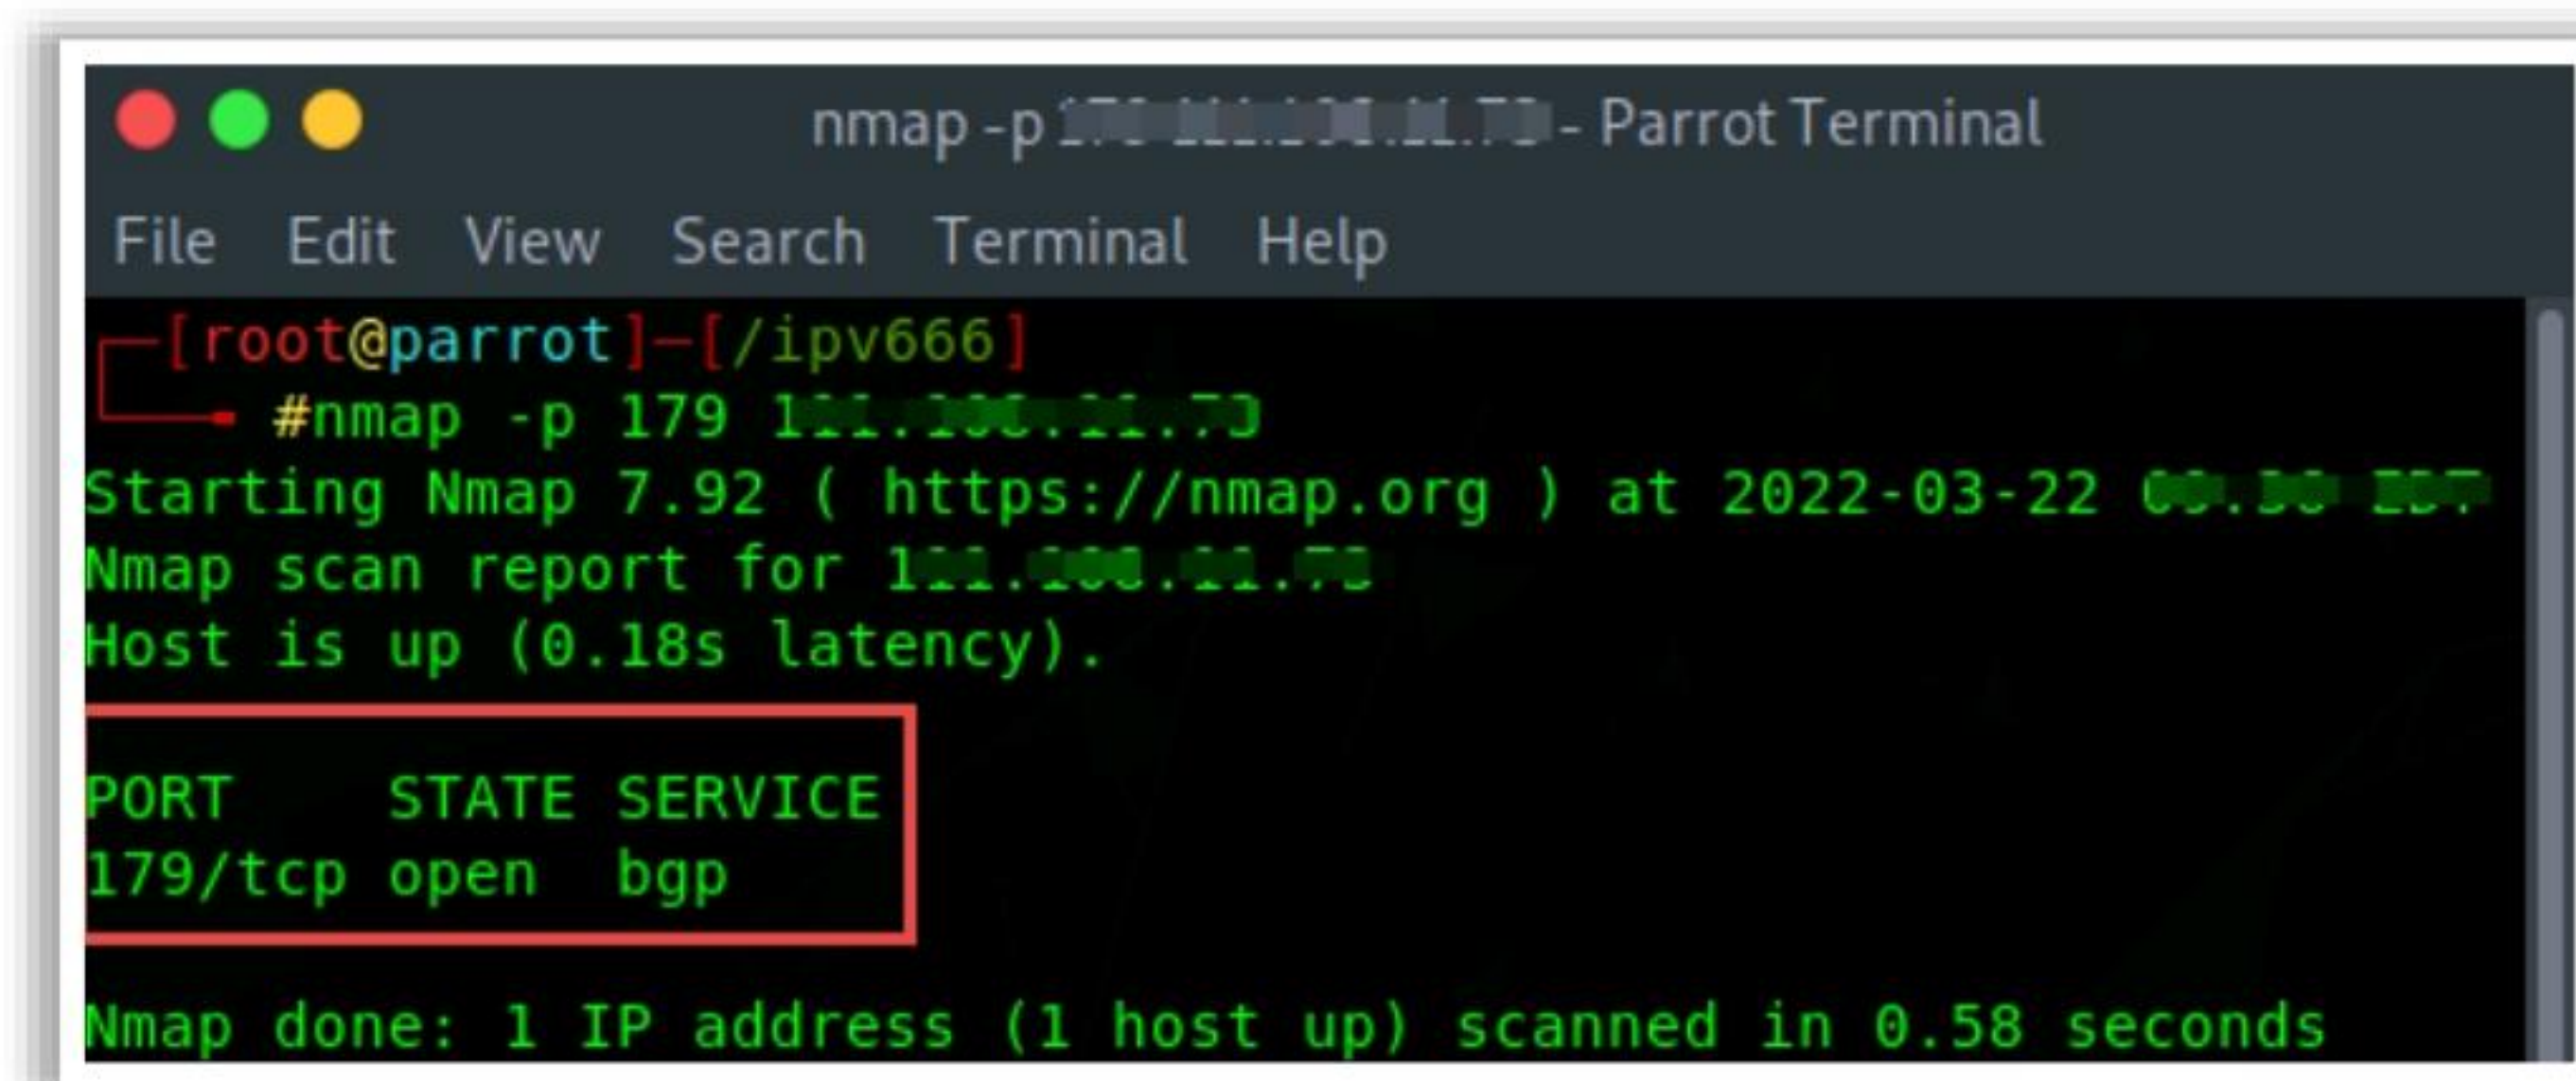 nmap -p - Parrot Terminal
File Edit View Search Terminal Help
[root@parrot]─[/ipv666]
#nmap -p 179
Starting Nmap 7.92 ( https://nmap.org ) at 2022-03-22
Nmap scan report for
Host is up (0.18s latency).
PORT STATE SERVICE
179/tcp open bgp
Nmap done: 1 IP address (1 host up) scanned in 0.58 seconds